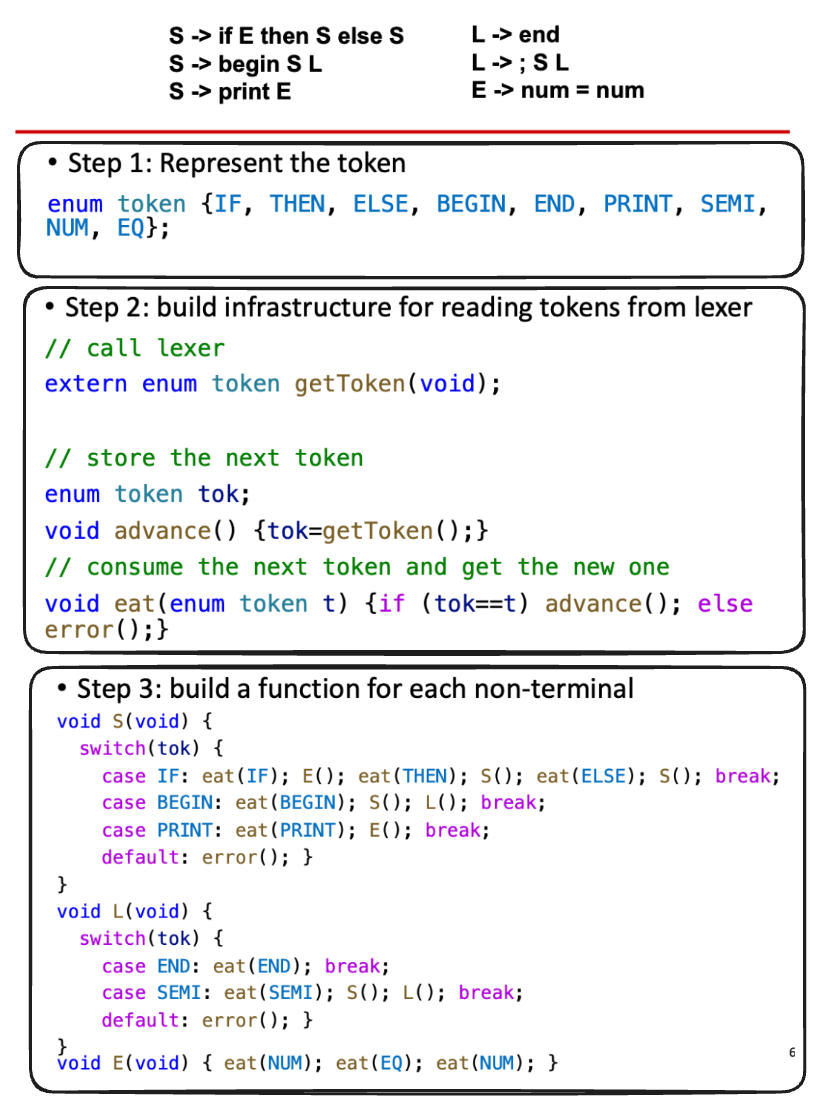 S -> if E then S else S
S -> begin S L
S -> print E
L -> end
L -> ; S L
E -> num = num
• Step 1: Represent the token
enum token {IF, THEN, ELSE, BEGIN, END, PRINT, SEMI,
NUM, EQ};
• Step 2: build infrastructure for reading tokens from lexer
// call lexer
extern enum token getToken(void);
// store the next token
enum token tok;
void advance() {tok=getToken();}
// consume the next token and get the new one
void eat(enum token t) {if (tok==t) advance(); else
error();}
• Step 3: build a function for each non-terminal
void S(void) {
switch(tok) {
case IF: eat(IF); E(); eat(THEN); S(); eat(ELSE); S(); break;
case BEGIN: eat(BEGIN); S(); L(); break;
case PRINT: eat(PRINT); E(); break;
default: error(); }
}
void L(void) {
switch(tok) {
case END: eat(END); break;
case SEMI: eat(SEMI); S(); L(); break;
default: error(); }
}
void E(void) { eat(NUM); eat(EQ); eat(NUM); }
6